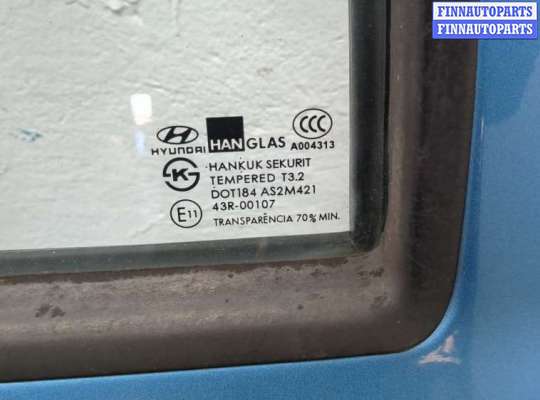 FINNAUTOPARTS
FINNAUTOPARTS
HYUNDAI HANGLAS CCC A004313
KS HANKUK SEKURIT
TEMPERED T3.2
DOT184 AS2M421
E11 43R-00107
TRANSPARÊNCIA 70% MIN.